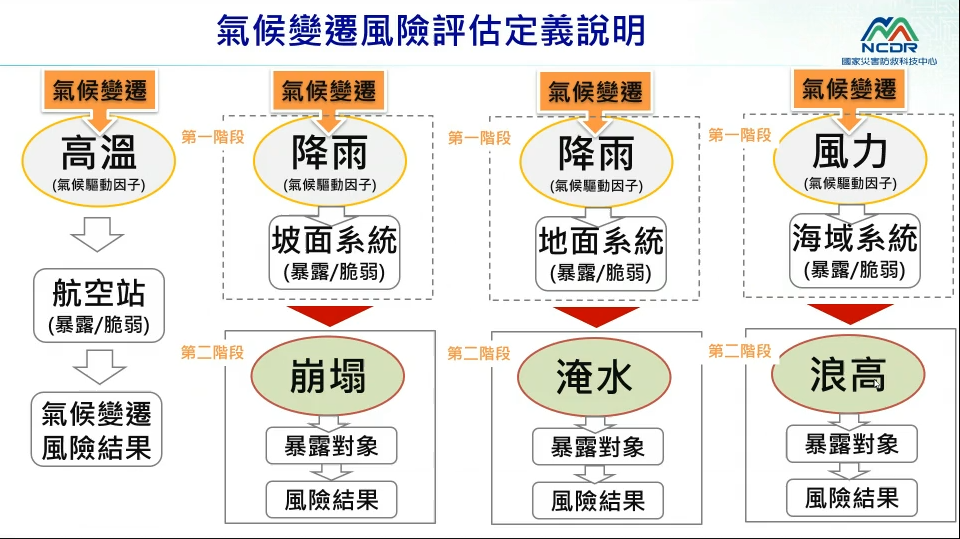 氣候變遷風險評估定義說明
NCDR
國家災害防救科技中心
氣候變遷
高溫
(氣候驅動因子)
航空站
(暴露/脆弱)
氣候變遷
風險結果
氣候變遷
第一階段
降雨
(氣候驅動因子)
坡面系統
(暴露/脆弱)
第二階段
崩塌
暴露對象
風險結果
氣候變遷
第一階段
降雨
(氣候驅動因子)
地面系統
(暴露/脆弱)
第二階段
淹水
暴露對象
風險結果
氣候變遷
第一階段
風力
(氣候驅動因子)
海域系統
(暴露/脆弱)
第二階段
浪高
暴露對象
風險結果